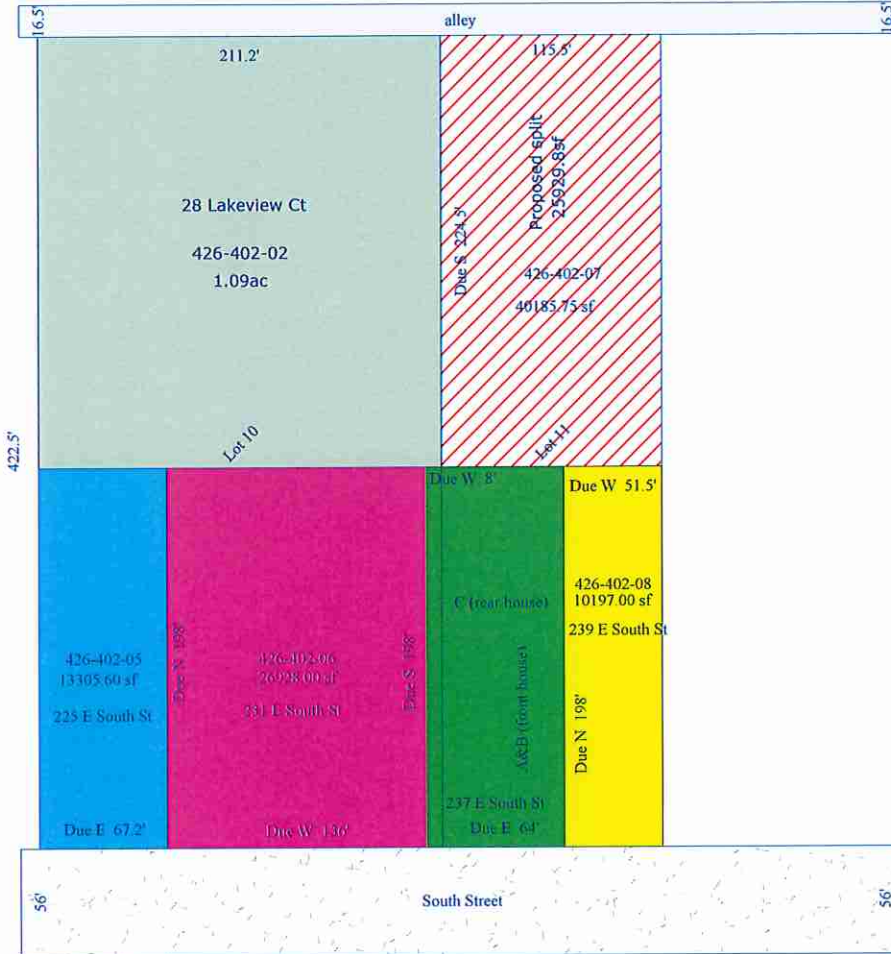 16.5'
alley
16.5'
211.2'
115.5'
Proposed split
25929.8sf
28 Lakeview Ct
426-402-02
1.09ac
Due S 224.5'
426-402-07
40185.75 sf
422.5'
Lot 10
Lot 11
Due W 8'
Due W 51.5'
C (rear house)
426-402-08
10197.00 sf
239 E South St
426-402-05
13305.60 sf
225 E South St
Due N 198'
426-402-06
26928.00 sf
231 E South St
Due S 198'
A&B (front house)
Due N 198'
237 E South St
Due E 67.2'
Due W 136'
Due E 64'
56'
South Street
56'